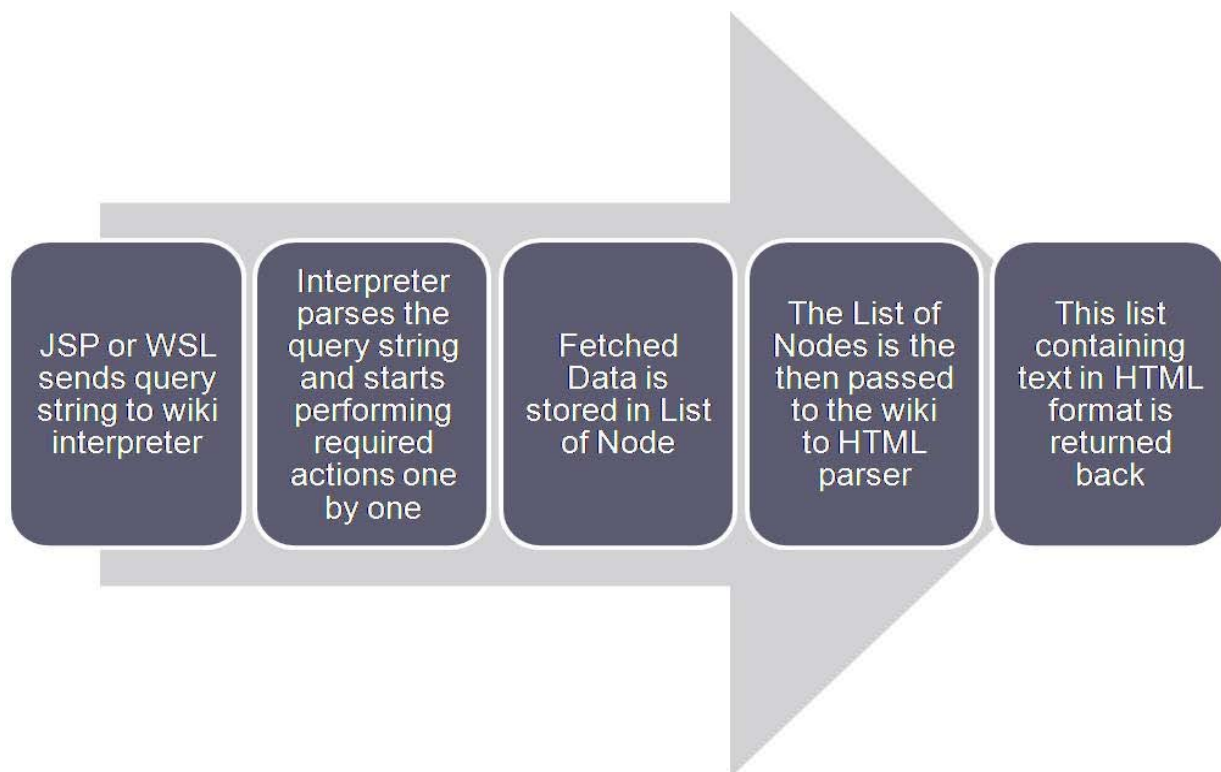 JSP or WSL
sends query
string to wiki
interpreter
Interpreter
parses the
query string
and starts
performing
required
actions one
by one
Fetched
Data is
stored in List
of Node
The List of
Nodes is the
then passed
to the wiki
to HTML
parser
This list
containing
text in HTML
format is
returned
back